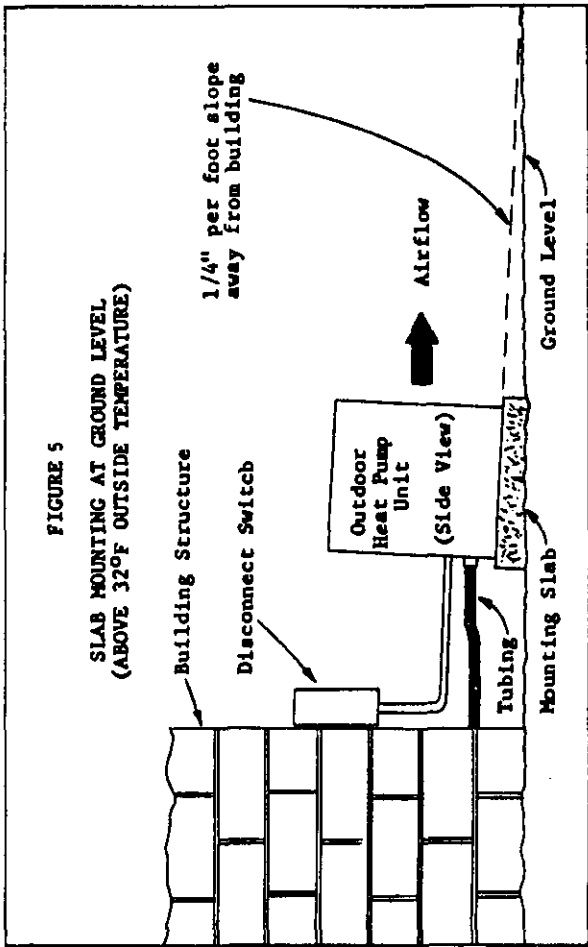 FIGURE 5
SLAB MOUNTING AT GROUND LEVEL
(ABOVE 32°F OUTSIDE TEMPERATURE)
Building Structure
Disconnect Switch
1/4" per foot slope
away from building
Outdoor
Heat Pump
Unit
(Side View)
Airflow
Tubing
Mounting Slab
Ground Level